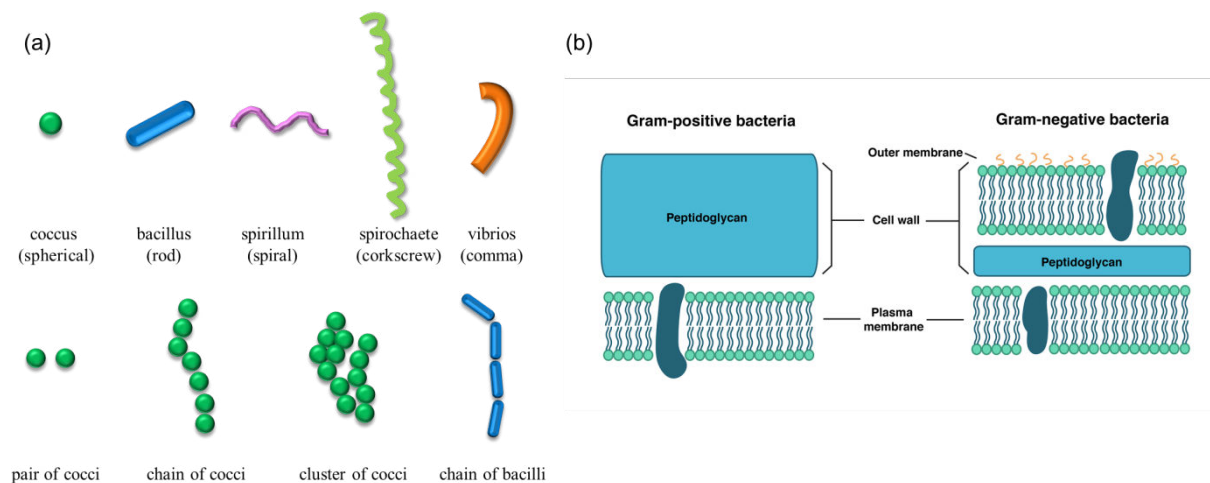 (a)
coccus
(spherical)
bacillus
(rod)
spirillum
(spiral)
spirochaete
(corkscrew)
vibrios
(comma)
pair of cocci
chain of cocci
cluster of cocci
chain of bacilli
(b)
Gram-positive bacteria
Gram-negative bacteria
Outer membrane
Peptidoglycan
Cell wall
Peptidoglycan
Plasma
membrane